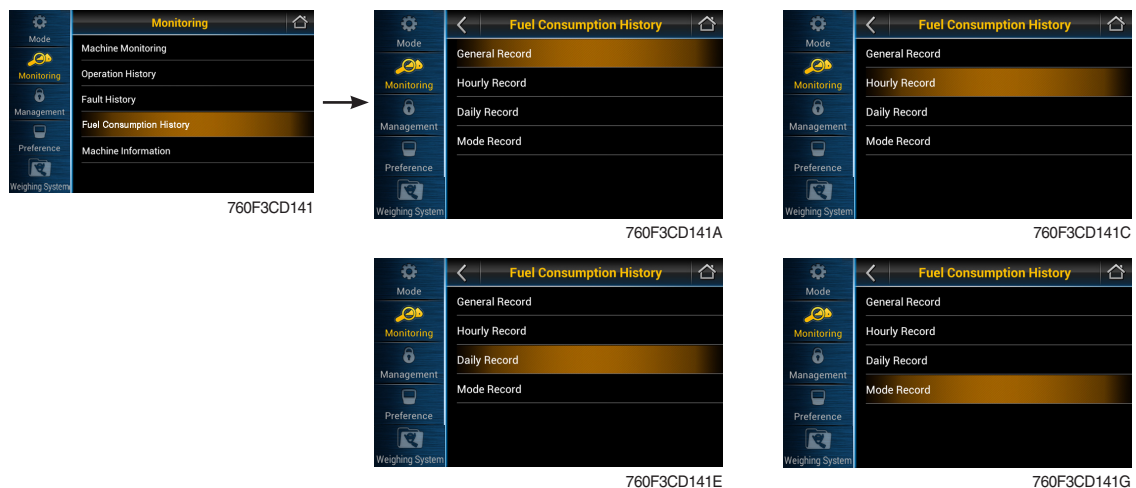 Mode
Monitoring
Management
Preference
Weighing System
Monitoring
Machine Monitoring
Operation History
Fault History
Fuel Consumption History
Machine Information
760F3CD141
Mode
Monitoring
Management
Preference
Weighing System
Fuel Consumption History
General Record
Hourly Record
Daily Record
Mode Record
760F3CD141A
Mode
Monitoring
Management
Preference
Weighing System
Fuel Consumption History
General Record
Hourly Record
Daily Record
Mode Record
760F3CD141C
Mode
Monitoring
Management
Preference
Weighing System
Fuel Consumption History
General Record
Hourly Record
Daily Record
Mode Record
760F3CD141E
Mode
Monitoring
Management
Preference
Weighing System
Fuel Consumption History
General Record
Hourly Record
Daily Record
Mode Record
760F3CD141G